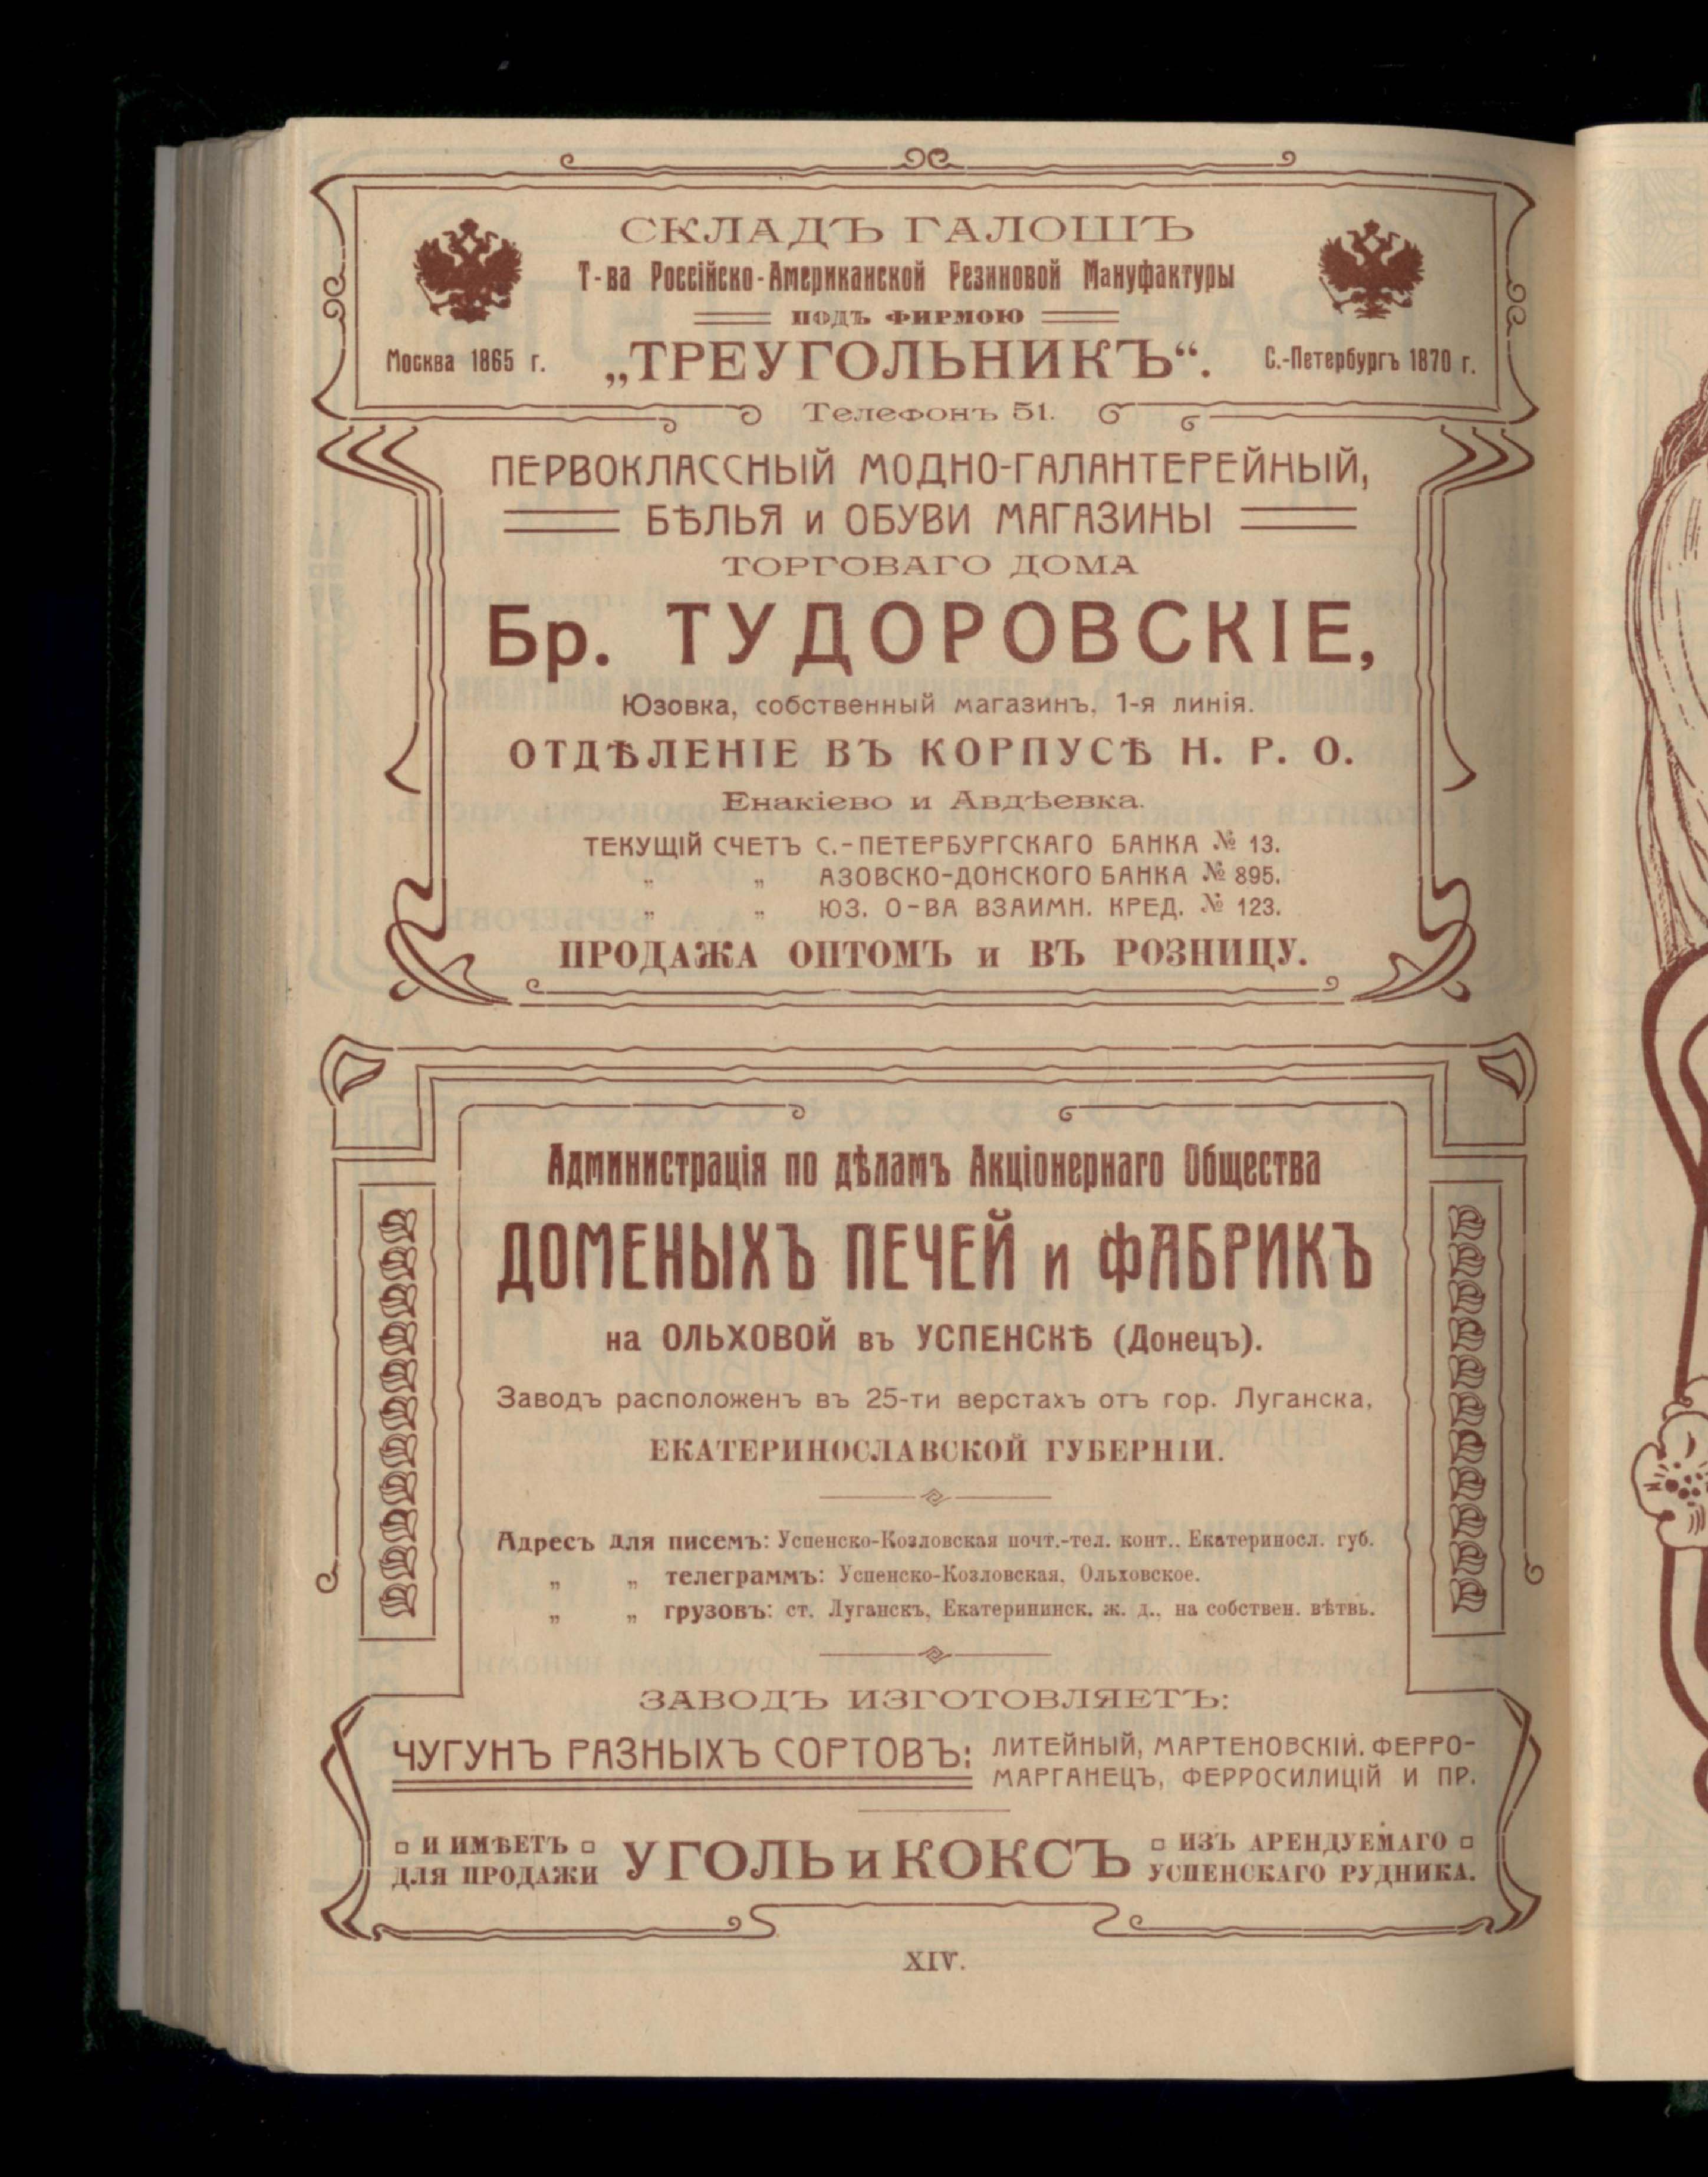 СКЛАДЪ ГАЛОШЪ
Т-ва Россійско-Американской Резиновой Мануфактуры
ПОДЪ ФИРМОЮ
Москва 1865 г. „ТРЕУГОЛЬНИКЪ“. С.-Петербургъ 1870 г.
Телефонъ 51.
ПЕРВОКЛАССНЫЙ МОДНО-ГАЛАНТЕРЕЙНЫЙ,
БѢЛЬЯ и ОБУВИ МАГАЗИНЫ
ТОРГОВАГО ДОМА
Бр. ТУДОРОВСКІЕ,
Юзовка, собственный магазинъ, 1-я линія.
ОТДѢЛЕНІЕ ВЪ КОРПУСѢ Н. Р. О.
Енакіево и Авдѣевка.
ТЕКУЩІЙ СЧЕТЪ С.-ПЕТЕРБУРГСКАГО БАНКА № 13.
„ „ АЗОВСКО-ДОНСКОГО БАНКА № 895.
„ „ ЮЗ. О-ВА ВЗАИМН. КРЕД. № 123.
ПРОДАЖА ОПТОМЪ и ВЪ РОЗНИЦУ.
Администрація по дѣламъ Акціонернаго Общества
ДОМЕНЫХЪ ПЕЧЕЙ и ФАБРИКЪ
на ОЛЬХОВОЙ въ УСПЕНСКѢ (Донецъ).
Заводъ расположенъ въ 25-ти верстахъ отъ гор. Луганска,
ЕКАТЕРИНОСЛАВСКОЙ ГУБЕРНІИ.
Адресъ для писемъ: Успенско-Козловская почт.-тел. конт., Екатериносл. губ.
„ „ телеграммъ: Успенско-Козловская, Ольховское.
„ „ грузовъ: ст. Луганскъ, Екатерининск. ж. д., на собствен. вѣтвь.
ЗАВОДЪ ИЗГОТОВЛЯЕТЪ:
ЧУГУНЪ РАЗНЫХЪ СОРТОВЪ: ЛИТЕЙНЫЙ, МАРТЕНОВСКІЙ, ФЕРРО-
МАРГАНЕЦЪ, ФЕРРОСИЛИЦІЙ И ПР.
И ИМѢЕТЪ
ДЛЯ ПРОДАЖИ
УГОЛЬ и КОКСЪ
ИЗЪ АРЕНДУЕМАГО
УСПЕНСКАГО РУДНИКА.
XIV.